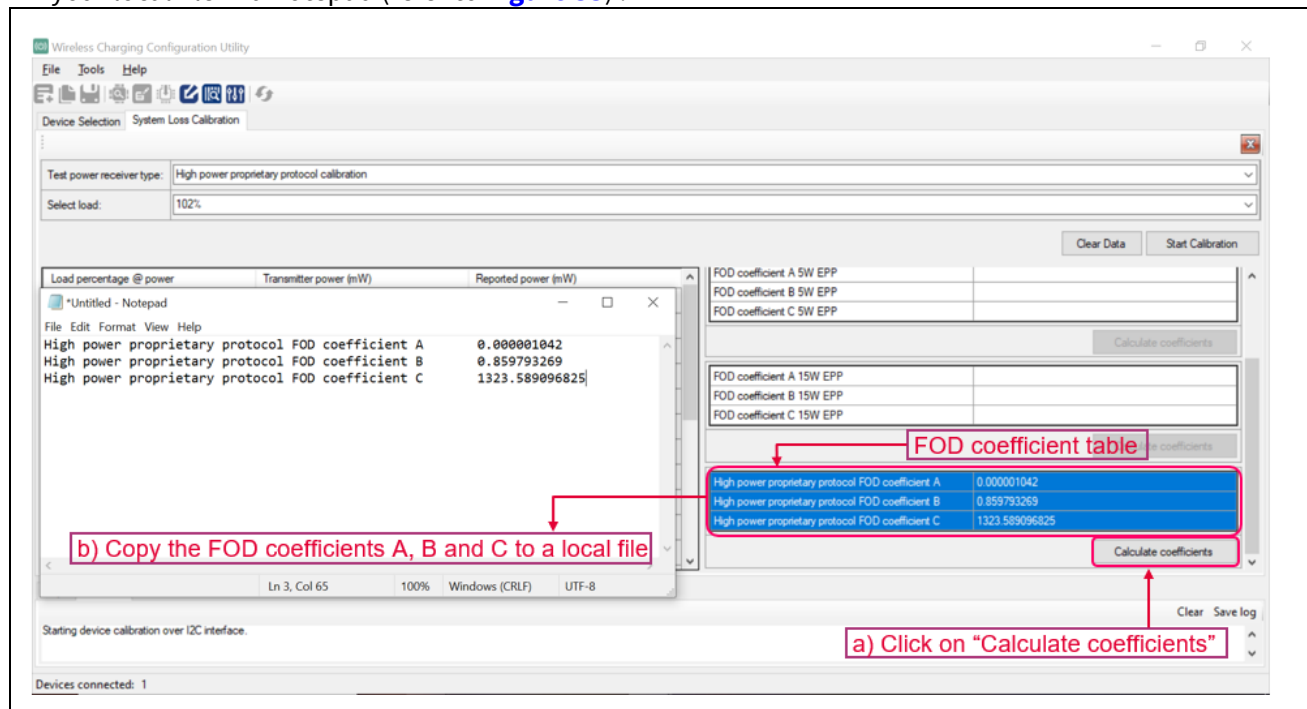 Wireless Charging Configuration Utility
File Tools Help
Device Selection System Loss Calibration
Test power receiver type: High power proprietary protocol calibration
Select load: 102%
Clear Data Start Calibration
Load percentage @ power Transmitter power (mW) Reported power (mW)
FOD coefficient A 5W EPP
FOD coefficient B 5W EPP
FOD coefficient C 5W EPP
Calculate coefficients
FOD coefficient A 15W EPP
FOD coefficient B 15W EPP
FOD coefficient C 15W EPP
coefficients
FOD coefficient table
High power proprietary protocol FOD coefficient A 0.000001042
High power proprietary protocol FOD coefficient B 0.859793269
High power proprietary protocol FOD coefficient C 1323.589096825
Calculate coefficients
*Untitled - Notepad
File Edit Format View Help
High power proprietary protocol FOD coefficient A 0.000001042
High power proprietary protocol FOD coefficient B 0.859793269
High power proprietary protocol FOD coefficient C 1323.589096825
b) Copy the FOD coefficients A, B and C to a local file
Ln 3, Col 65 100% Windows (CRLF) UTF-8
Clear Save log
Starting device calibration over I2C interface.
a) Click on “Calculate coefficients”
Devices connected: 1